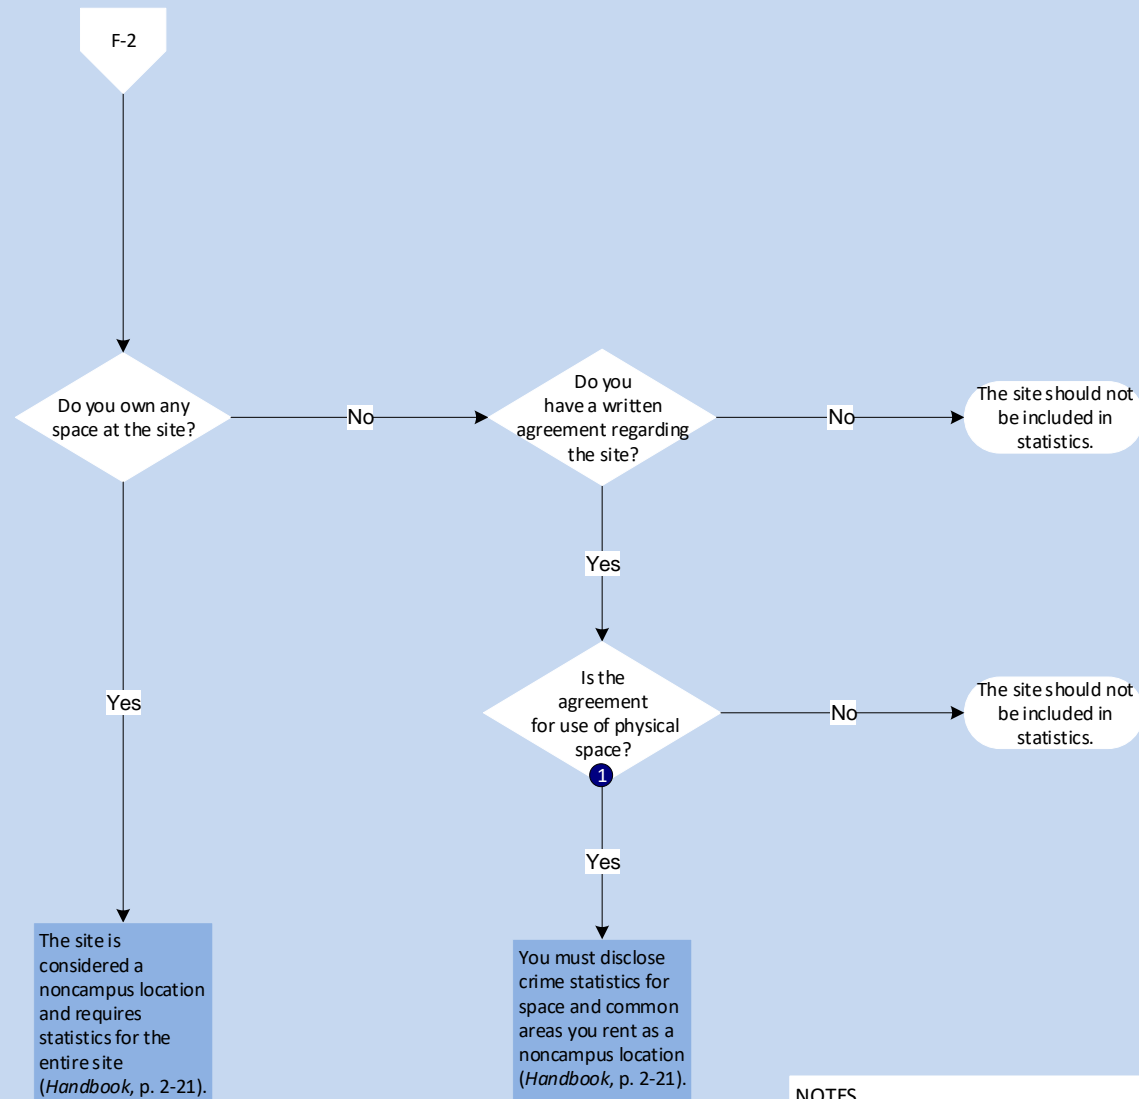 F-2
Do you own any
space at the site?
No
Do you
have a written
agreement regarding
the site?
No
The site should not
be included in
statistics.
Yes
Yes
Is the
agreement
for use of physical
space?
1
No
The site should not
be included in
statistics.
Yes
The site is
considered a
noncampus location
and requires
statistics for the
entire site
(Handbook, p. 2-21).
You must disclose
crime statistics for
space and common
areas you rent as a
noncampus location
(Handbook, p. 2-21).
NOTES